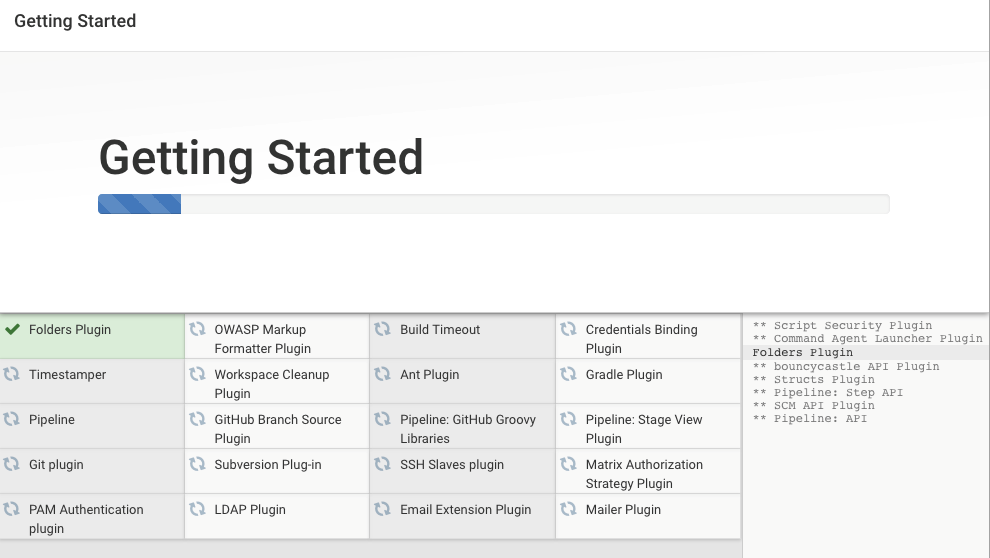 Getting Started
Getting Started
Folders Plugin
OWASP Markup
Formatter Plugin
Build Timeout
Credentials Binding
Plugin
Timestamper
Workspace Cleanup
Plugin
Ant Plugin
Gradle Plugin
Pipeline
GitHub Branch Source
Plugin
Pipeline: GitHub Groovy
Libraries
Pipeline: Stage View
Plugin
Git plugin
Subversion Plug-in
SSH Slaves plugin
Matrix Authorization
Strategy Plugin
PAM Authentication
plugin
LDAP Plugin
Email Extension Plugin
Mailer Plugin
** Script Security Plugin
** Command Agent Launcher Plugin
Folders Plugin
** bouncycastle API Plugin
** Structs Plugin
** Pipeline: Step API
** SCM API Plugin
** Pipeline: API